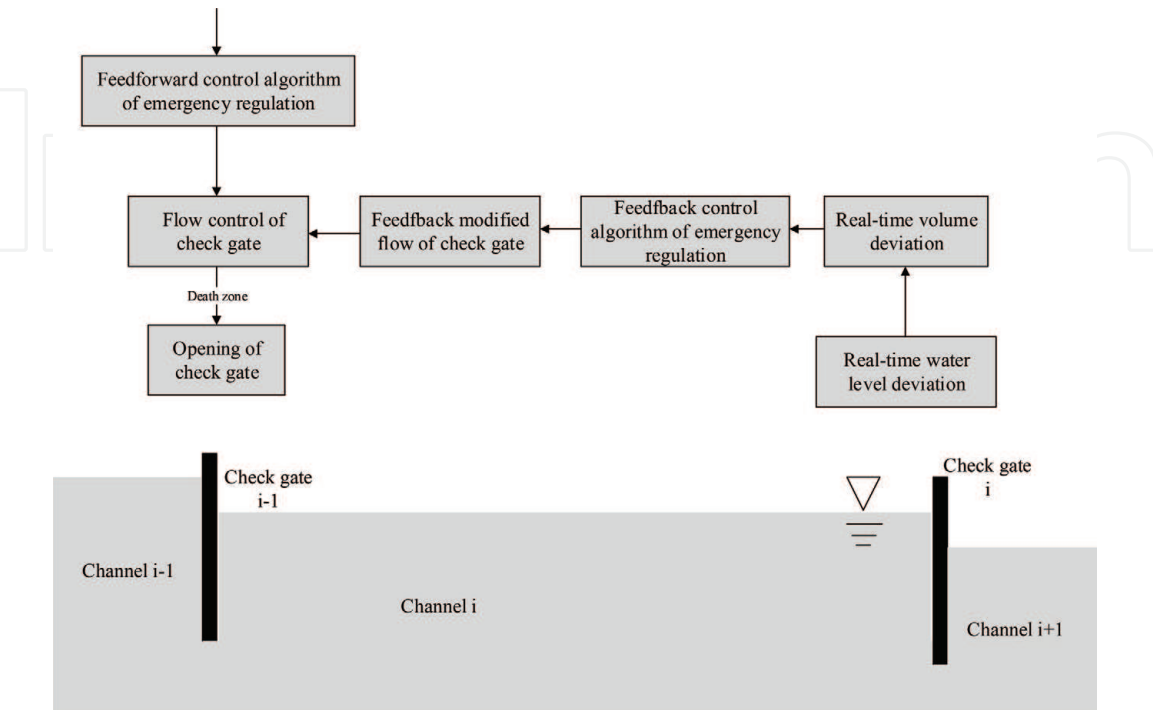 Feedforward control algorithm
of emergency regulation
Flow control of
check gate
Feedfback modified
flow of check gate
Feedfback control
algorithm of emergency
regulation
Real-time volume
deviation
Death zone
Opening of
check gate
Real-time water
level deviation
Check gate
i-1
Check gate
i
Channel i-1
Channel i
Channel i+1